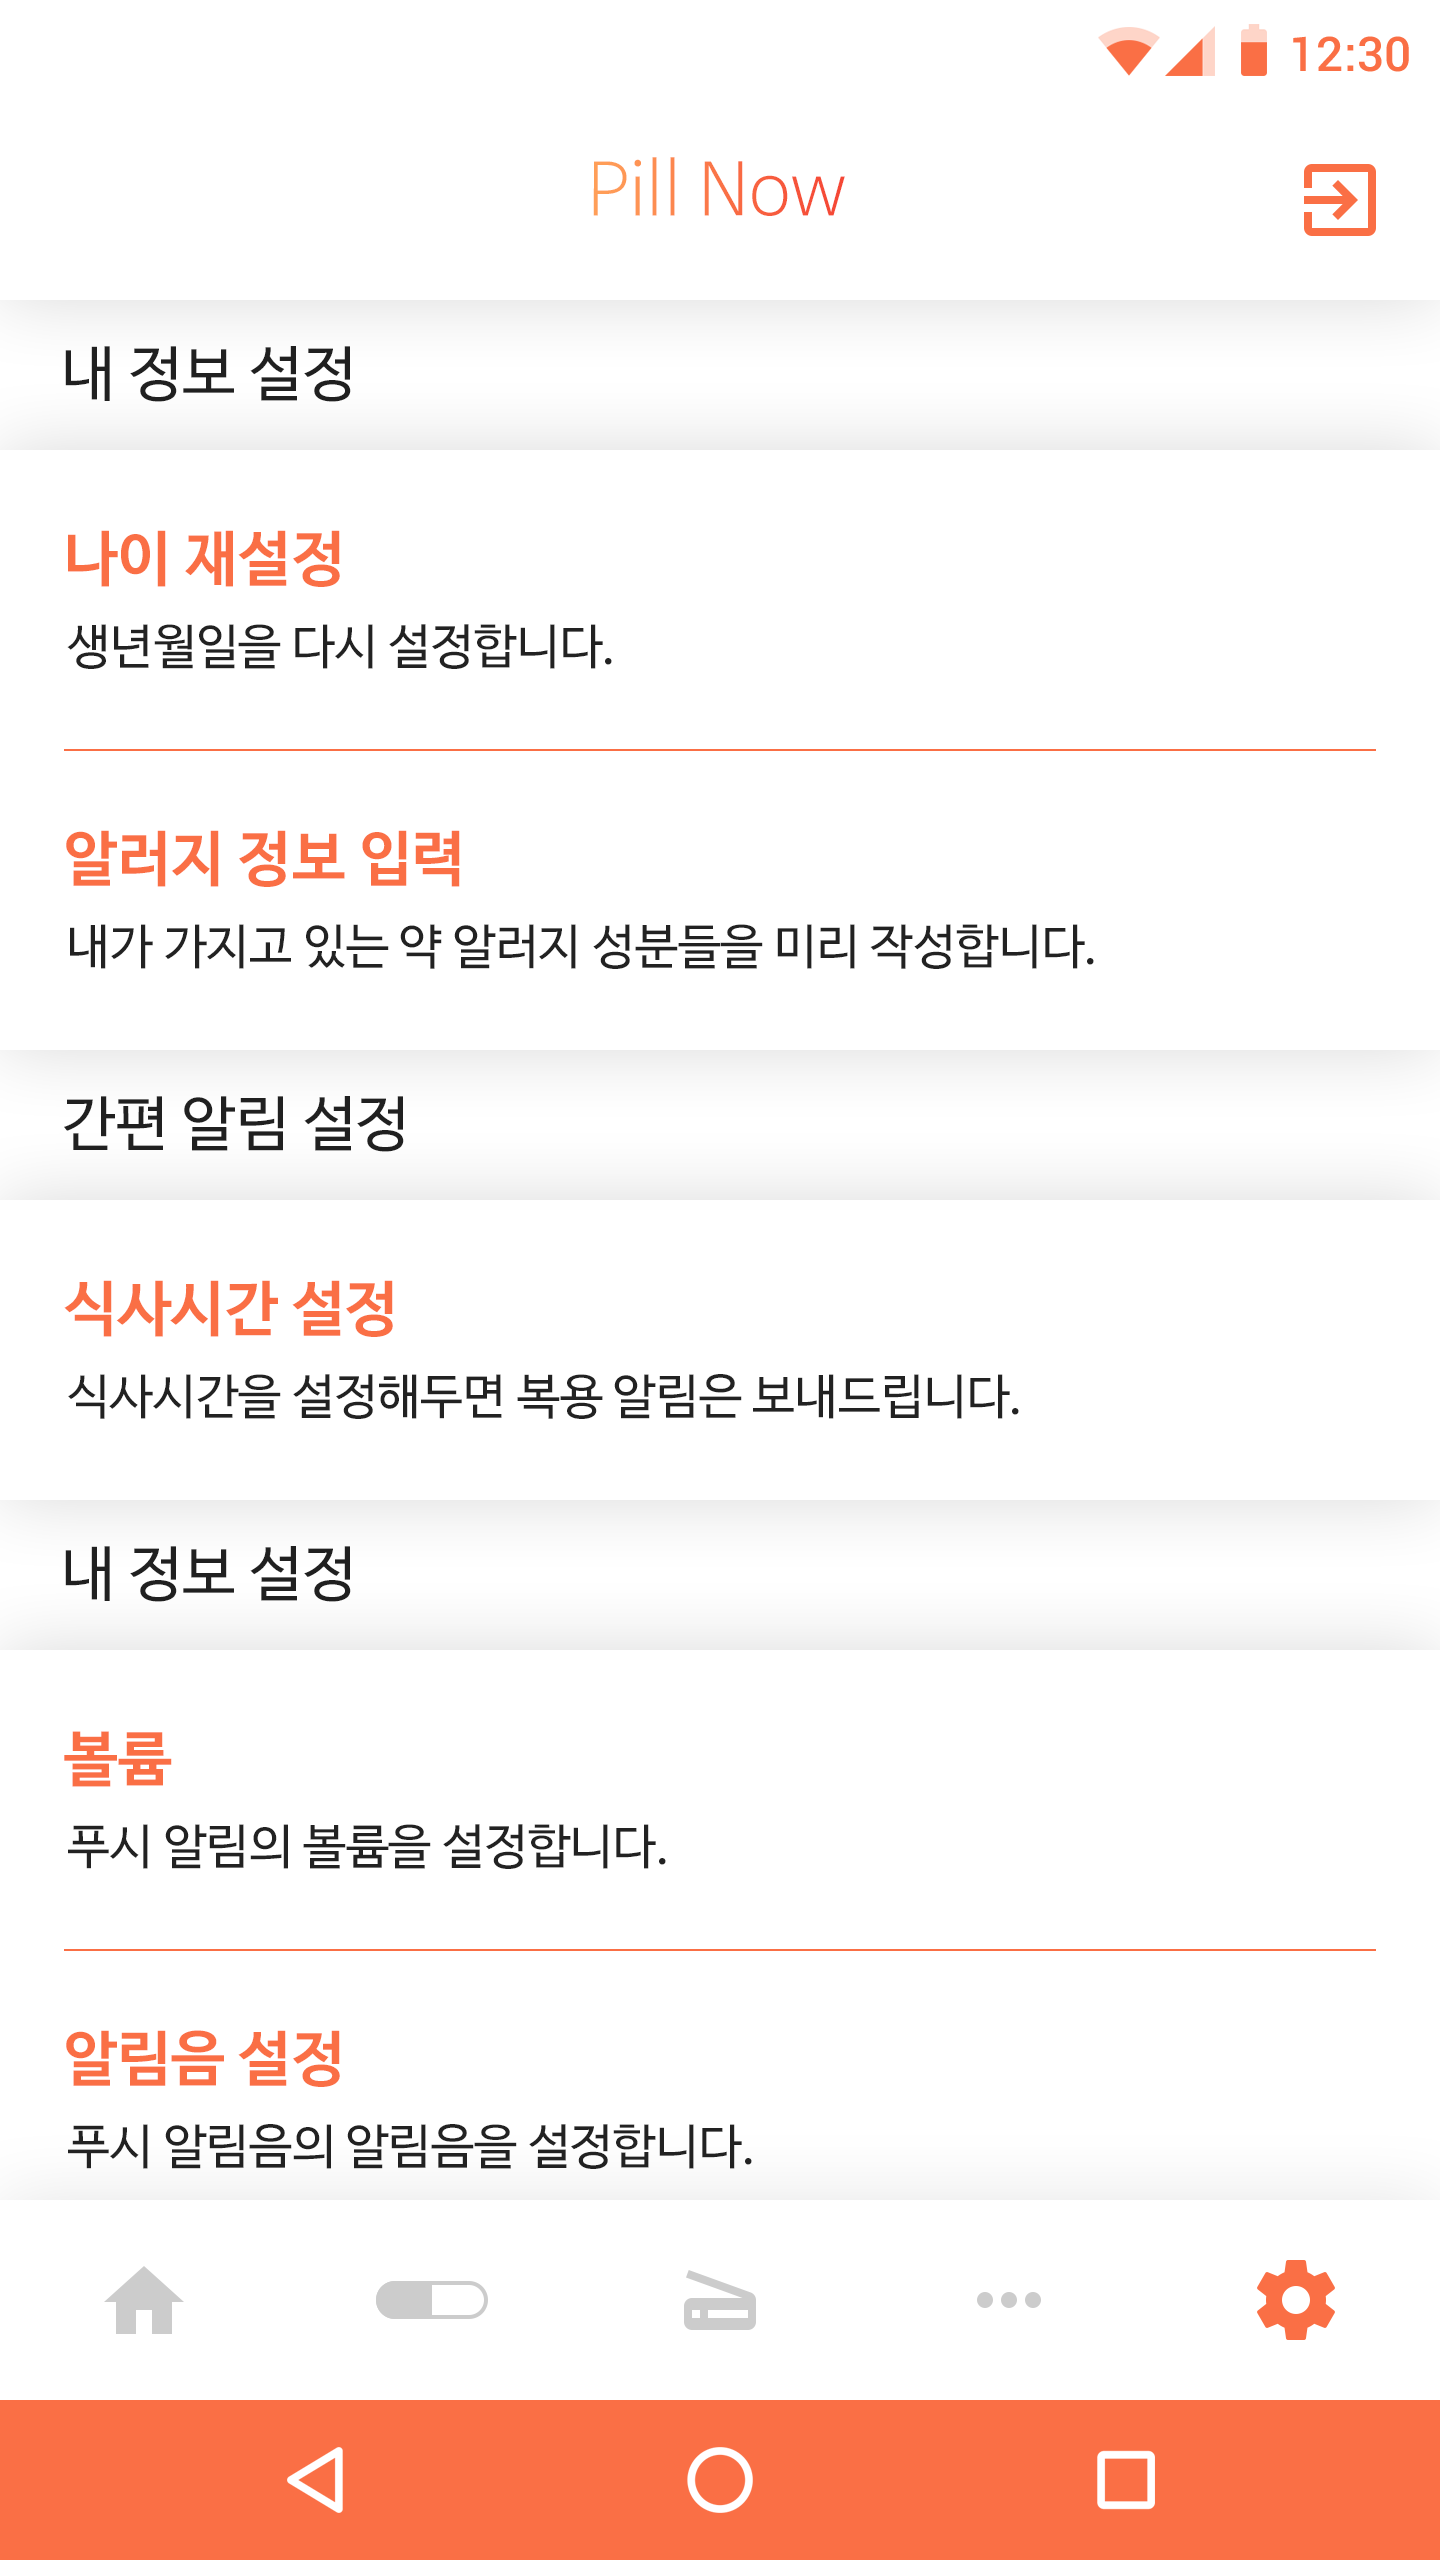 12:30
Pill Now
내 정보 설정
나이 재설정
생년월일을 다시 설정합니다.
알러지 정보 입력
내가 가지고 있는 약 알러지 성분들을 미리 작성합니다.
간편 알림 설정
식사시간 설정
식사시간을 설정해두면 복용 알림은 보내드립니다.
내 정보 설정
볼륨
푸시 알림의 볼륨을 설정합니다.
알림음 설정
푸시 알림음의 알림음을 설정합니다.